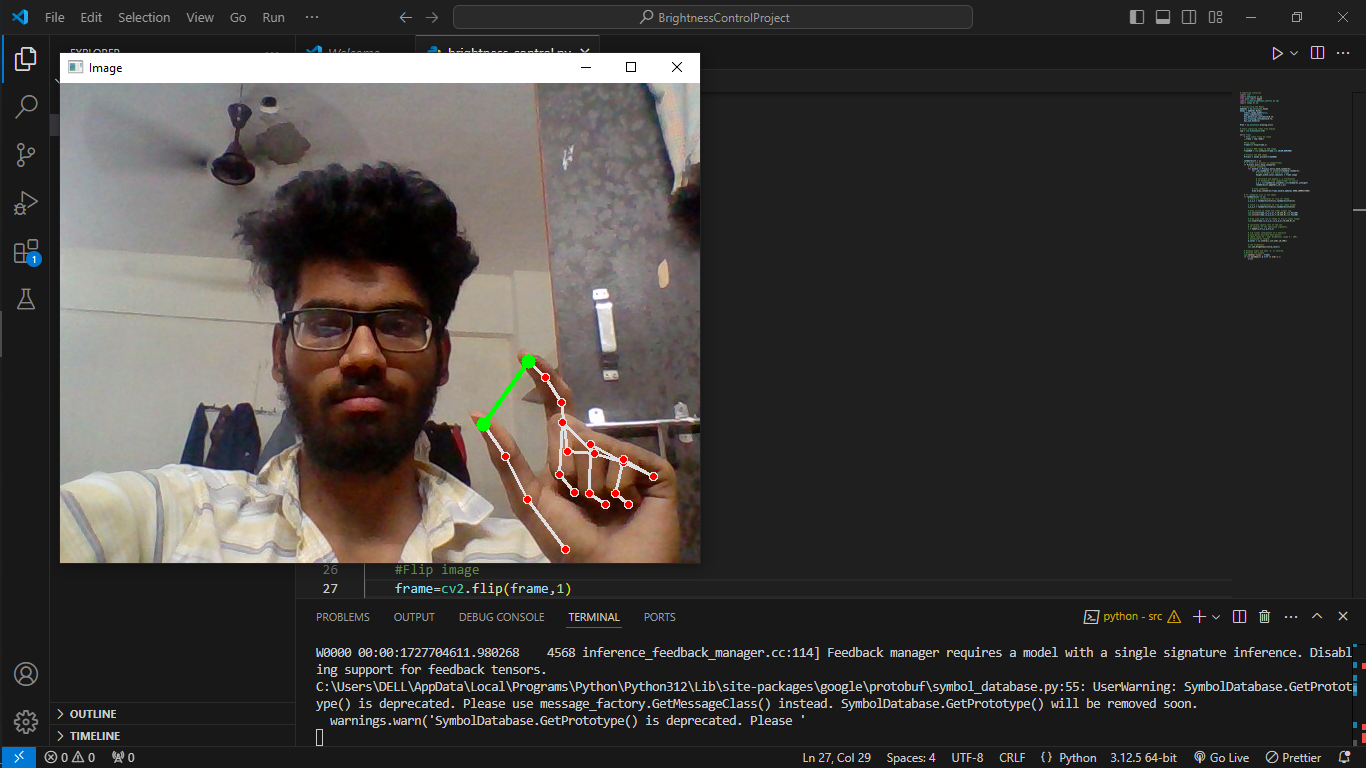 File Edit Selection View Go Run ··· BrightnessControlProject
EXPLORER Welcome brightness_control.py
Image
1
26 #Flip image
27 frame=cv2.flip(frame,1)
PROBLEMS OUTPUT DEBUG CONSOLE TERMINAL PORTS python - src
W0000 00:00:1727704611.980268 4568 inference_feedback_manager.cc:114] Feedback manager requires a model with a single signature inference. Disabl
ing support for feedback tensors.
C:\Users\DELL\AppData\Local\Programs\Python\Python312\Lib\site-packages\google\protobuf\symbol_database.py:55: UserWarning: SymbolDatabase.GetPrototot
ype() is deprecated. Please use message_factory.GetMessageClass() instead. SymbolDatabase.GetPrototype() will be removed soon.
warnings.warn('SymbolDatabase.GetPrototype() is deprecated. Please '
OUTLINE
TIMELINE
0 0 0 Ln 27, Col 29 Spaces: 4 UTF-8 CRLF {} Python 3.12.5 64-bit Go Live Prettier